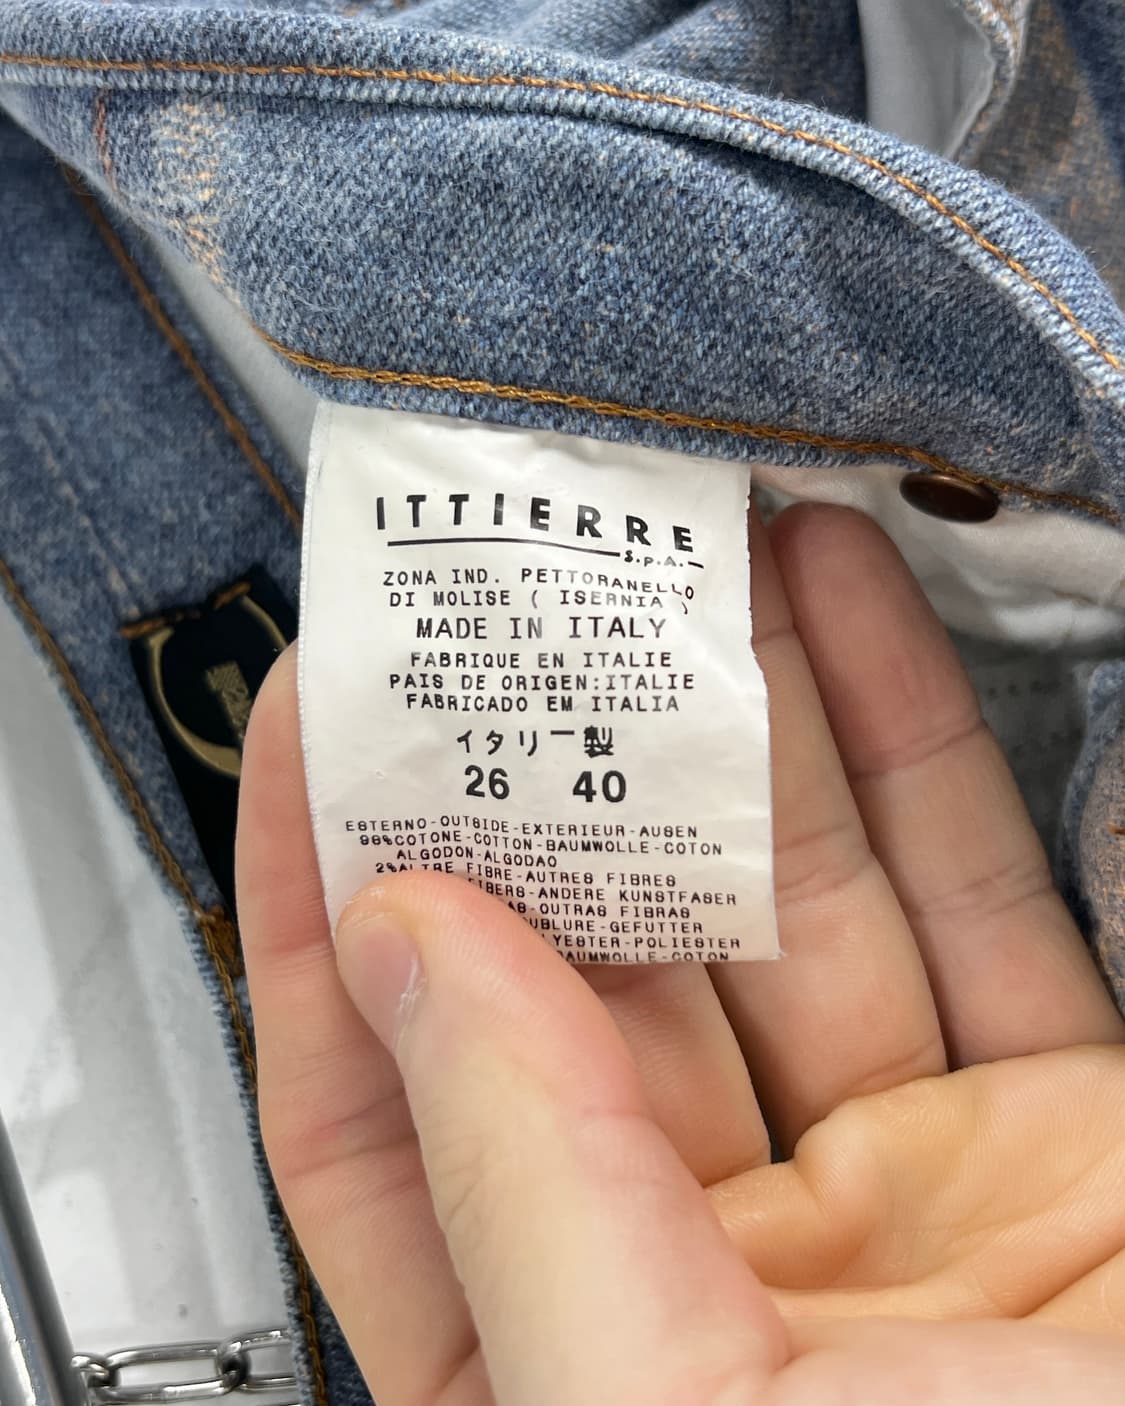 ITTIERRE
S.p.A.
ZONA IND. PETTORANELLO
DI MOLISE ( ISERNIA )
MADE IN ITALY
FABRIQUE EN ITALIE
PAIS DE ORIGEN:ITALIE
FABRICADO EM ITALIA
イタリー製
26 40
ESTERNO-OUTSIDE-EXTERIEUR-AUSEN
98%COTONE-COTTON-BAUMWOLLE-COTON
ALGODON-ALGODAO
2%ALTRE FIBRE-AUTRES FIBRES
FIBERS-ANDERE KUNSTFASER
OUTRAS FIBRAS
GEFUTTER
POLIESTER
BAUMWOLLE-COTON